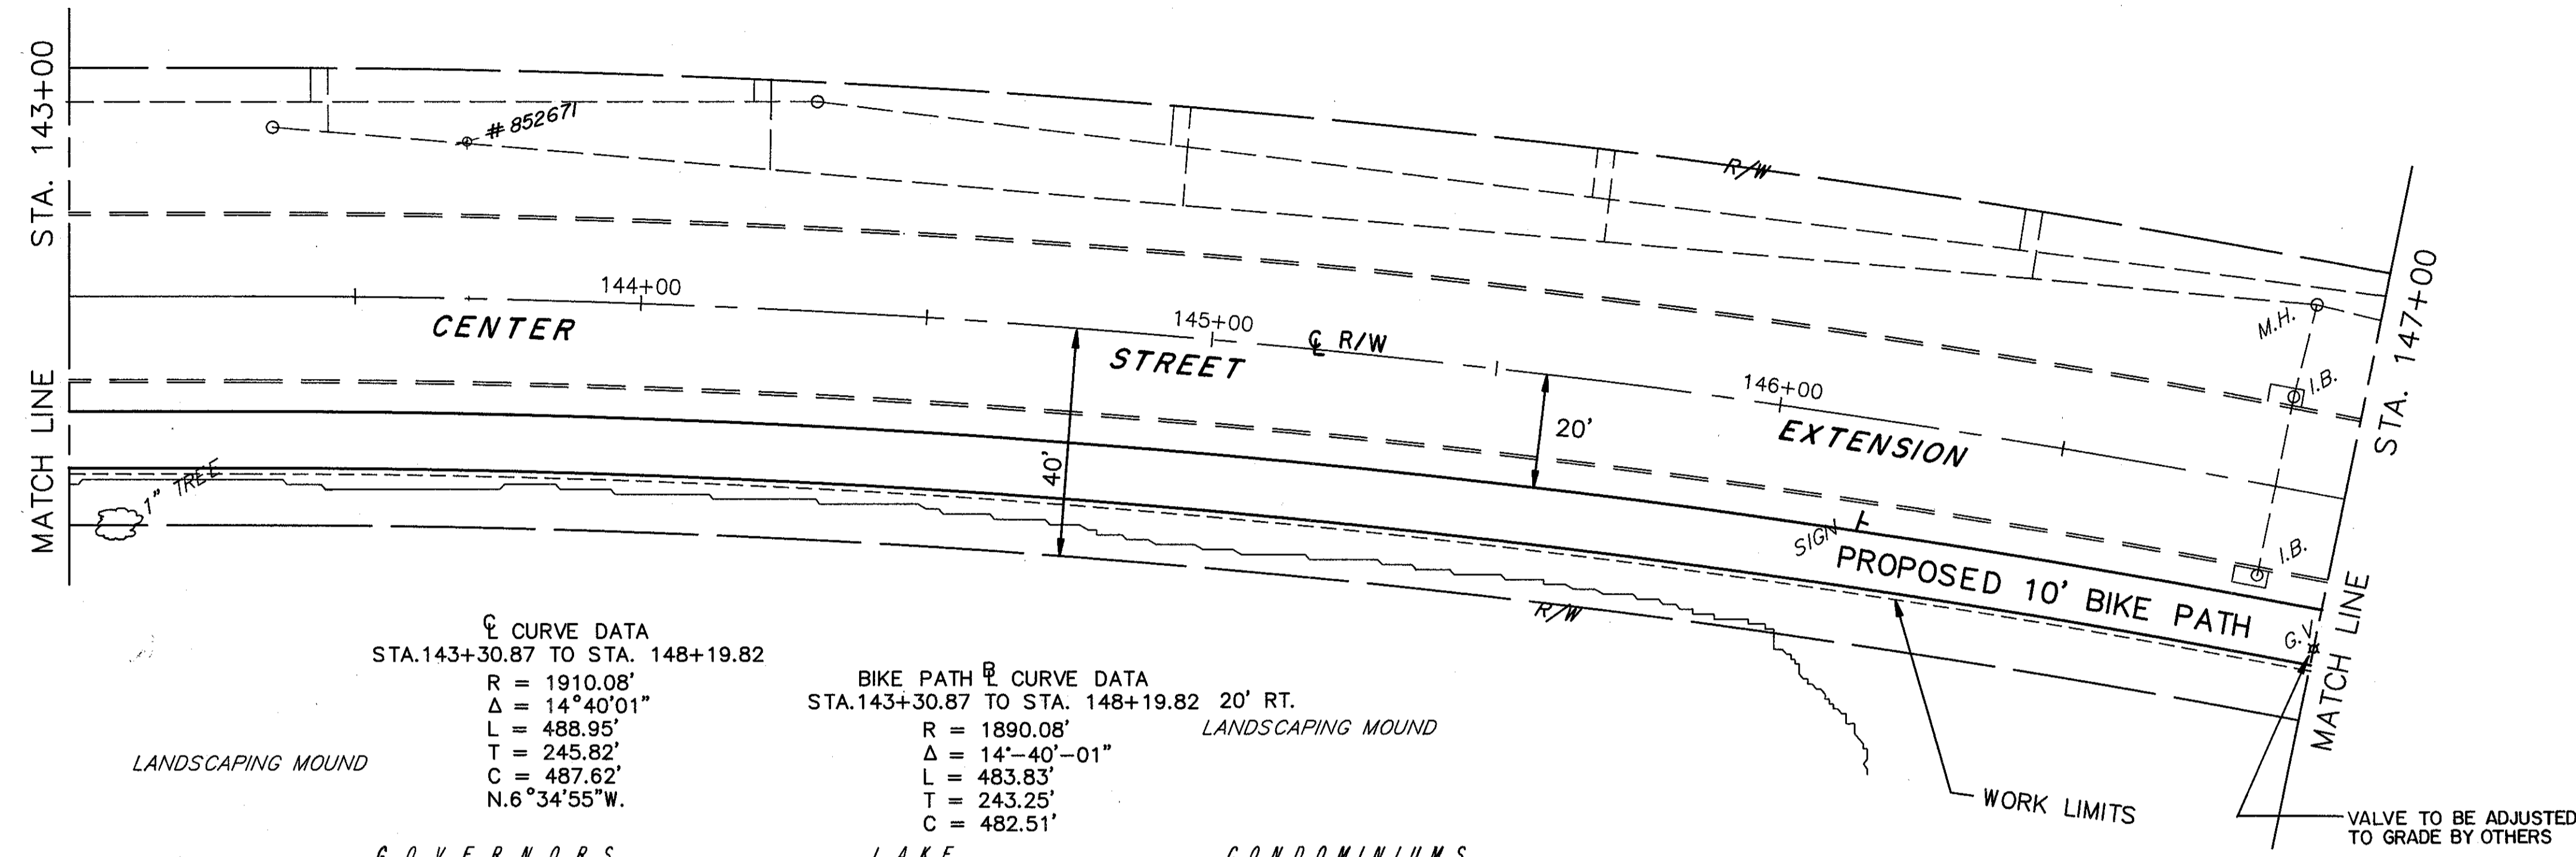 STA. 143+00
MATCH LINE
# 852671
R/W
144+00
CENTER
145+00
STREET
℄ R/W
146+00
EXTENSION
40'
20'
1" TREE
M.H.
I.B.
I.B.
STA. 147+00
MATCH LINE
SIGN
PROPOSED 10' BIKE PATH
G.V.
R/W
℄ CURVE DATA
STA.143+30.87 TO STA. 148+19.82
R = 1910.08'
Δ = 14°40'01"
L = 488.95'
T = 245.82'
C = 487.62'
N.6°34'55"W.
BIKE PATH BL CURVE DATA
STA.143+30.87 TO STA. 148+19.82 20' RT.
R = 1890.08'
Δ = 14°-40'-01"
L = 483.83'
T = 243.25'
C = 482.51'
LANDSCAPING MOUND
LANDSCAPING MOUND
WORK LIMITS
VALVE TO BE ADJUSTED
TO GRADE BY OTHERS
GOVERNORS LAKE CONDOMINIUMS